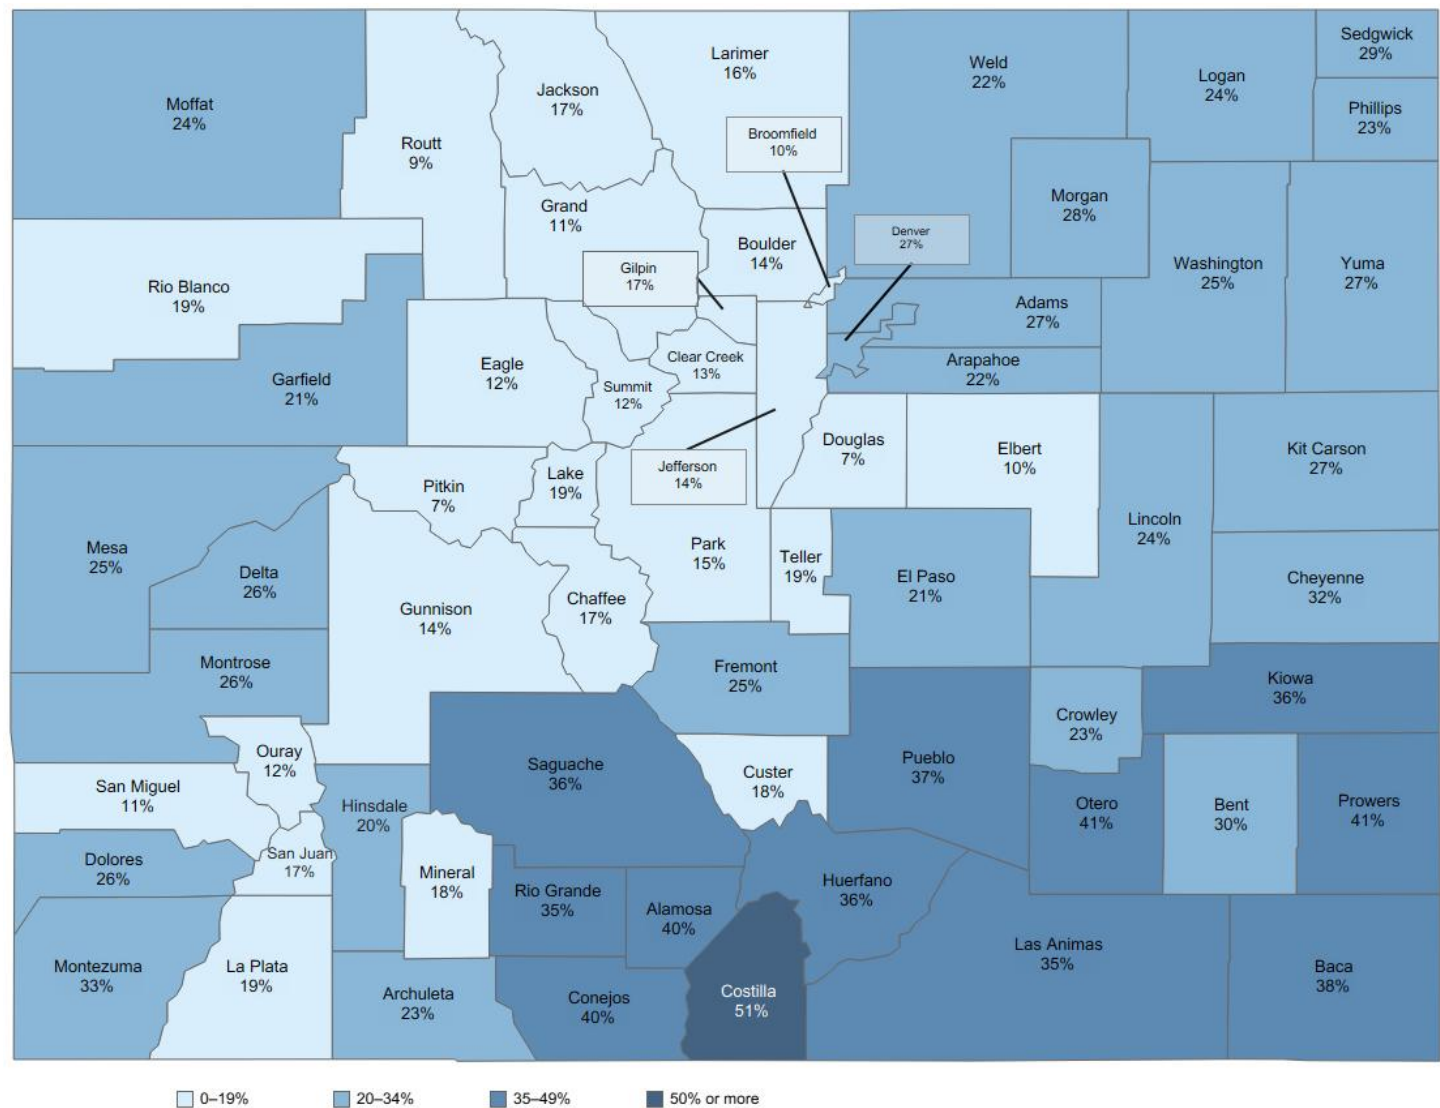 Sedgwick
29%
Larimer
16%
Weld
22%
Logan
24%
Jackson
17%
Moffat
24%
Phillips
23%
Broomfield
10%
Routt
9%
Morgan
28%
Grand
11%
Denver
27%
Boulder
14%
Gilpin
17%
Washington
25%
Yuma
27%
Rio Blanco
19%
Adams
27%
Clear Creek
13%
Arapahoe
22%
Eagle
12%
Garfield
21%
Summit
12%
Douglas
7%
Elbert
10%
Kit Carson
27%
Jefferson
14%
Lake
19%
Pitkin
7%
Lincoln
24%
Mesa
25%
Park
15%
Teller
19%
Delta
26%
El Paso
21%
Cheyenne
32%
Gunnison
14%
Chaffee
17%
Montrose
26%
Fremont
25%
Kiowa
36%
Crowley
23%
Ouray
12%
Saguache
36%
Custer
18%
Pueblo
37%
San Miguel
11%
Hinsdale
20%
Otero
41%
Bent
30%
Prowers
41%
San Juan
17%
Dolores
26%
Mineral
18%
Rio Grande
35%
Alamosa
40%
Huerfano
36%
Las Animas
35%
Montezuma
33%
La Plata
19%
Baca
38%
Archuleta
23%
Conejos
40%
Costilla
51%
0–19%
20–34%
35–49%
50% or more